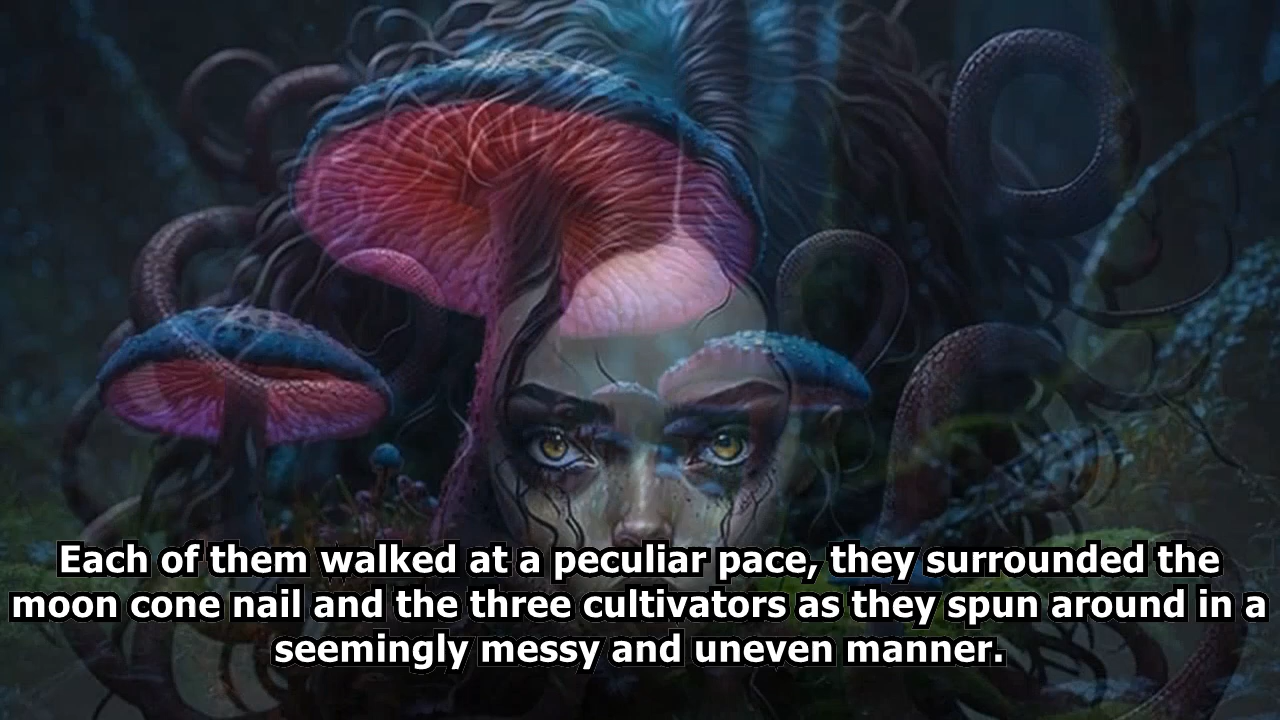 Each of them walked at a peculiar pace, they surrounded the
moon cone nail and the three cultivators as they spun around in a
seemingly messy and uneven manner.